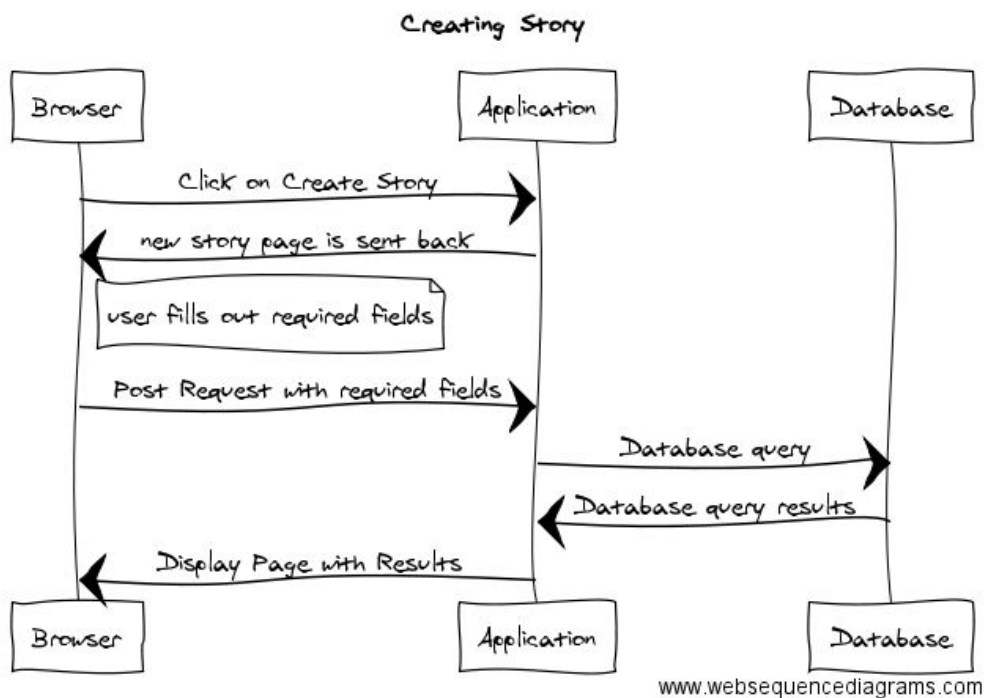 Creating Story
Browser
Application
Database
Click on Create Story
new story page is sent back
user fills out required fields
Post Request with required fields
Database query
Database query results
Display Page with Results
Browser
Application
Database
www.websequencediagrams.com